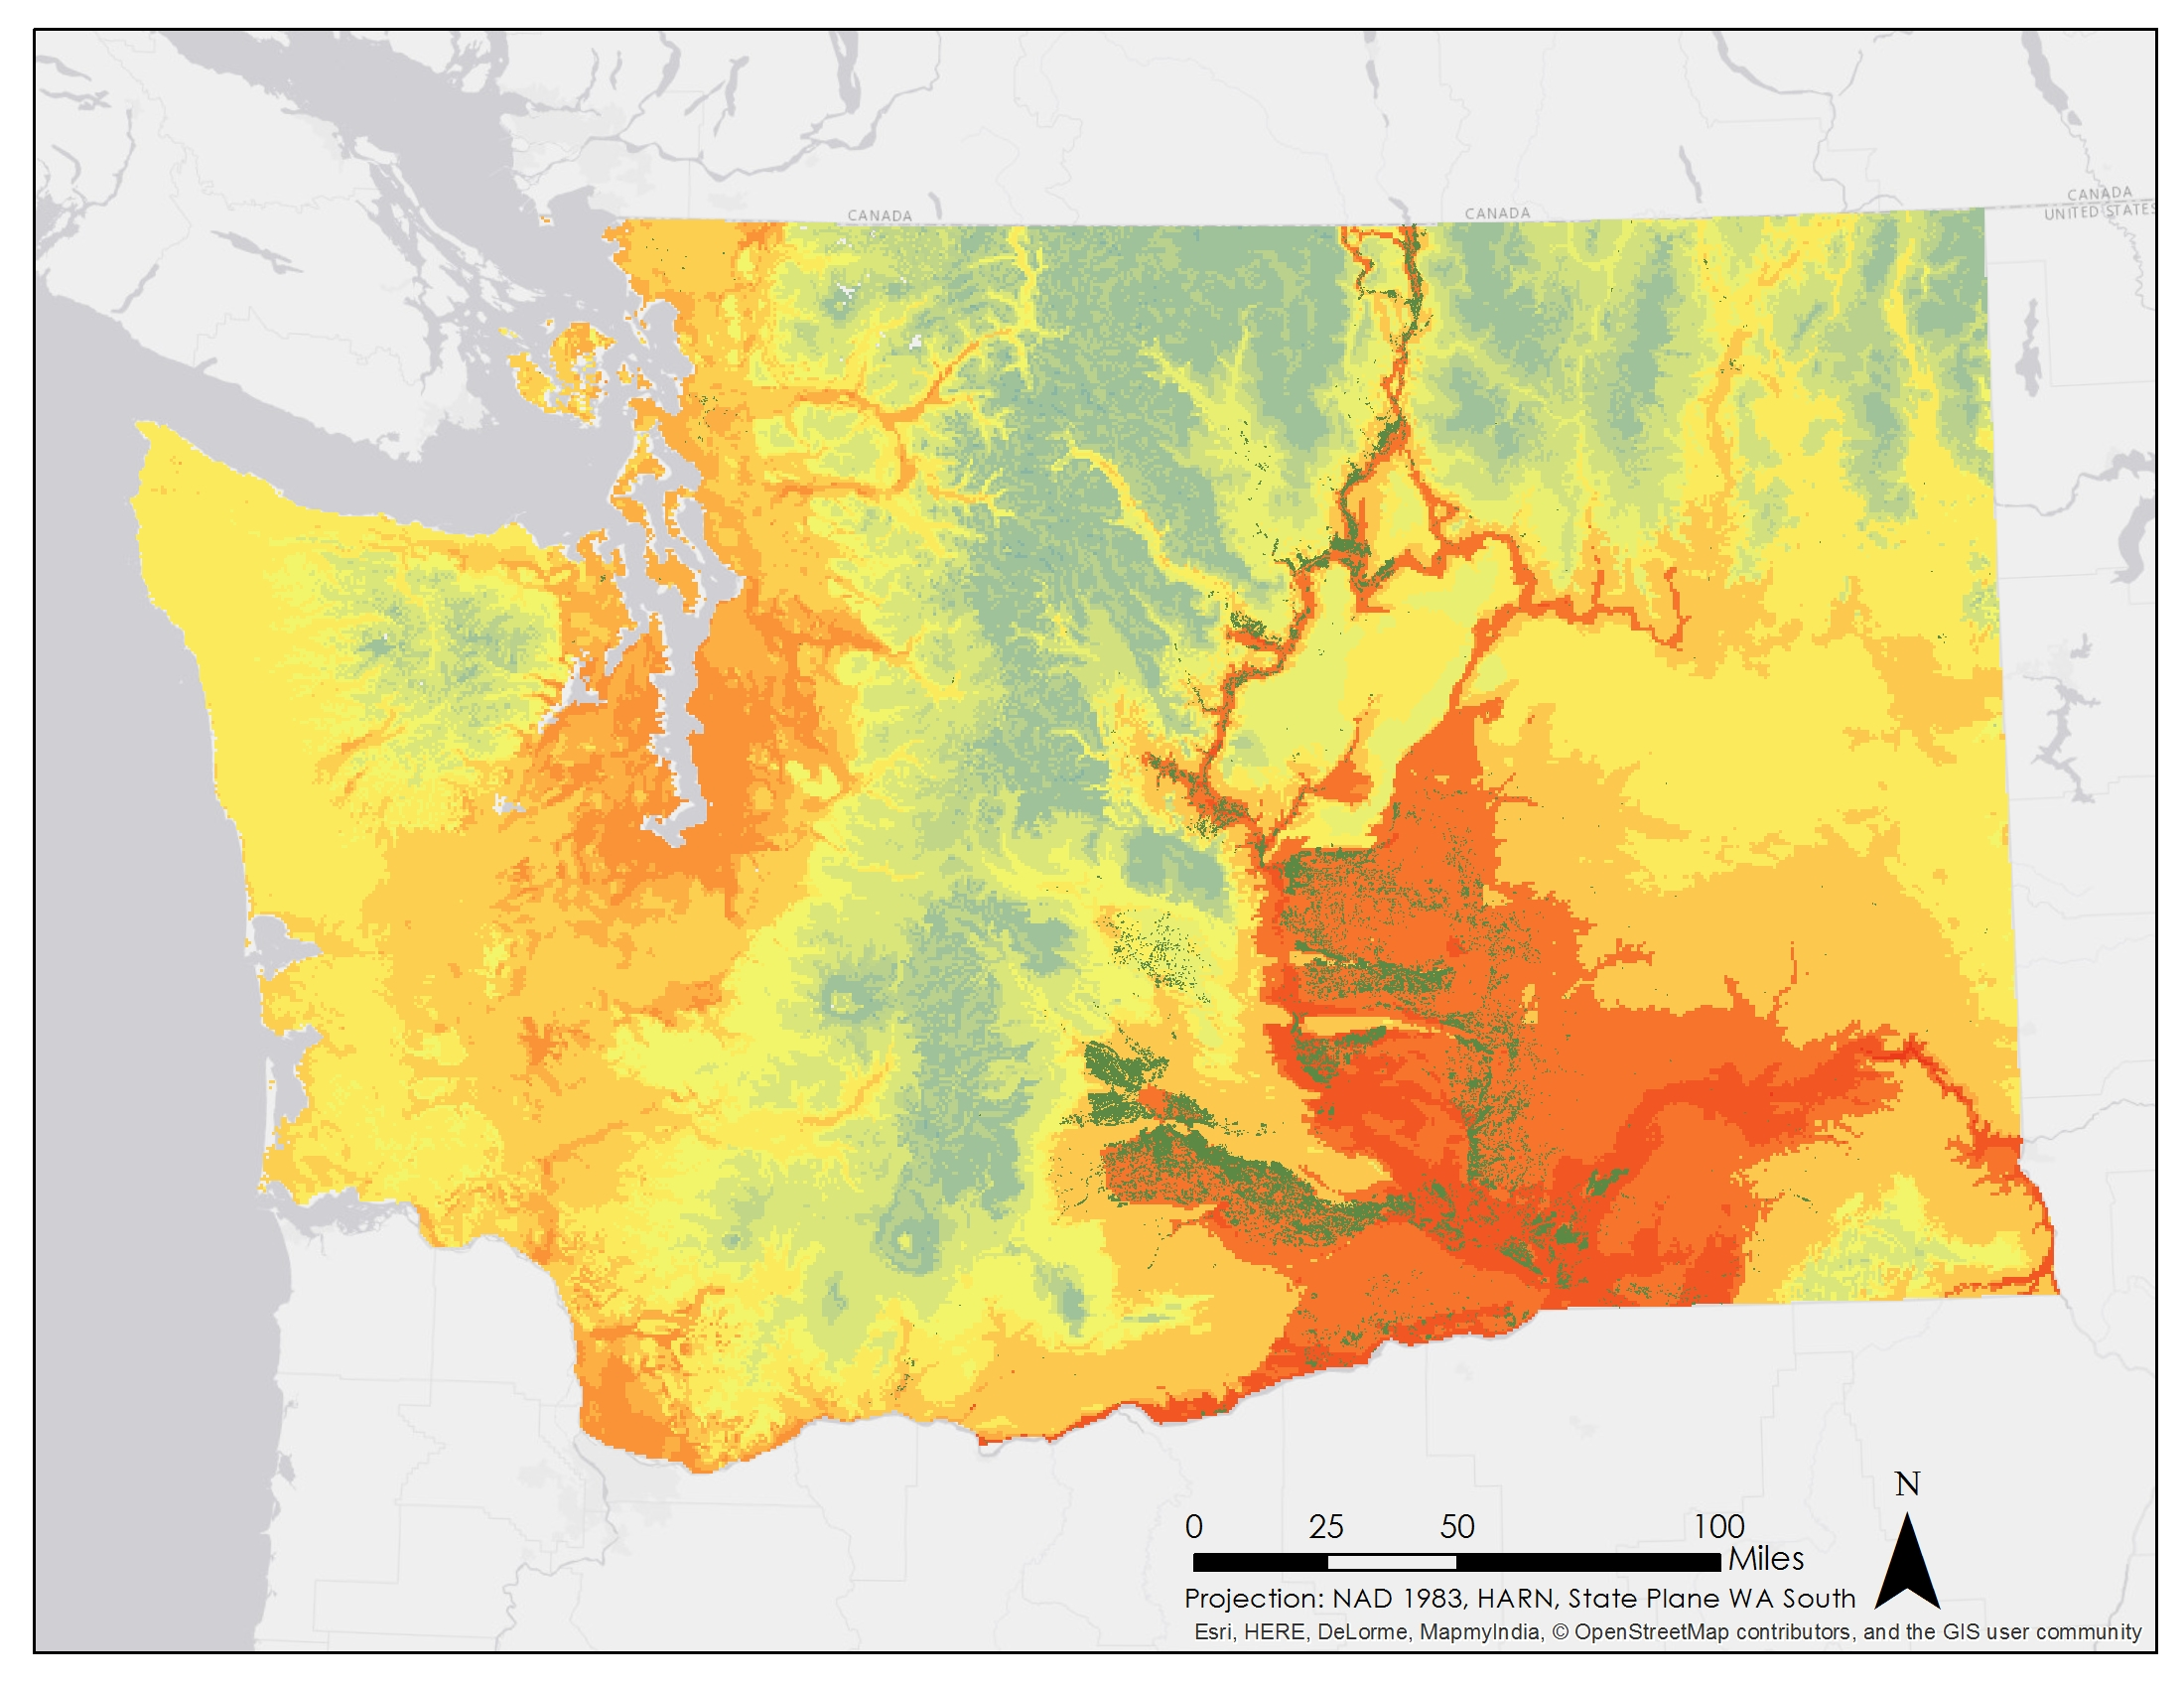 CANADA
CANADA
CANADA
UNITED STATES
N
0 25 50 100
Miles
Projection: NAD 1983, HARN, State Plane WA South
Esri, HERE, DeLorme, MapmyIndia, © OpenStreetMap contributors, and the GIS user community